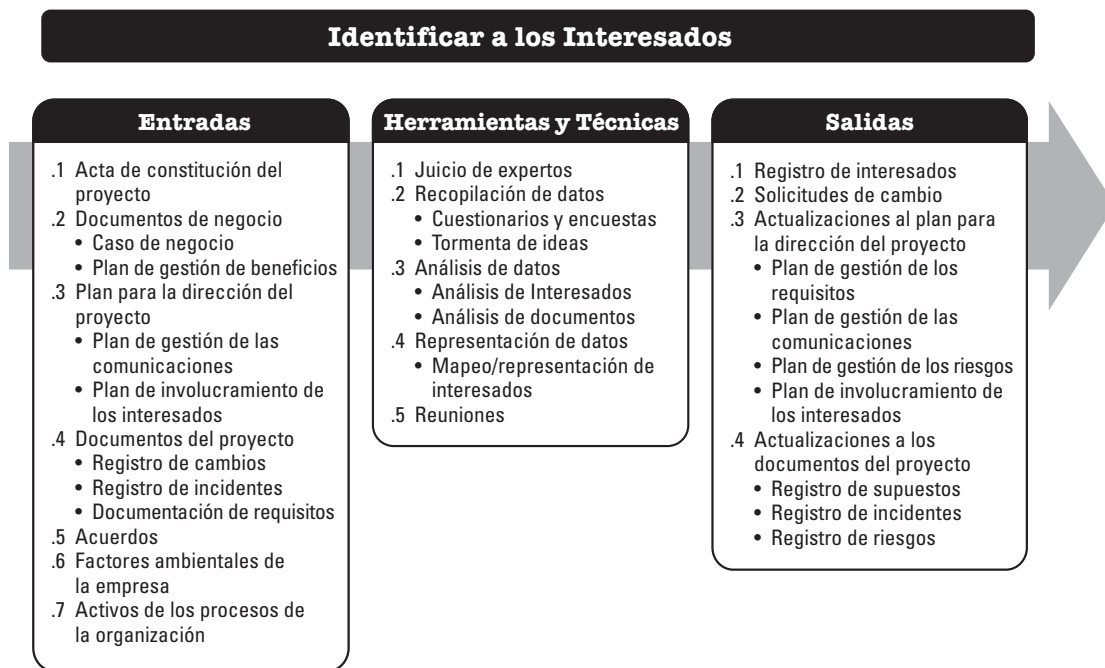 Identificar a los Interesados
Entradas
.1 Acta de constitución del
proyecto
.2 Documentos de negocio
• Caso de negocio
• Plan de gestión de beneficios
.3 Plan para la dirección del
proyecto
• Plan de gestión de las
comunicaciones
• Plan de involucramiento de
los interesados
.4 Documentos del proyecto
• Registro de cambios
• Registro de incidentes
• Documentación de requisitos
.5 Acuerdos
.6 Factores ambientales de
la empresa
.7 Activos de los procesos de
la organización
Herramientas y Técnicas
.1 Juicio de expertos
.2 Recopilación de datos
• Cuestionarios y encuestas
• Tormenta de ideas
.3 Análisis de datos
• Análisis de Interesados
• Análisis de documentos
.4 Representación de datos
• Mapeo/representación de
interesados
.5 Reuniones
Salidas
.1 Registro de interesados
.2 Solicitudes de cambio
.3 Actualizaciones al plan para
la dirección del proyecto
• Plan de gestión de los
requisitos
• Plan de gestión de las
comunicaciones
• Plan de gestión de los riesgos
• Plan de involucramiento de
los interesados
.4 Actualizaciones a los
documentos del proyecto
• Registro de supuestos
• Registro de incidentes
• Registro de riesgos